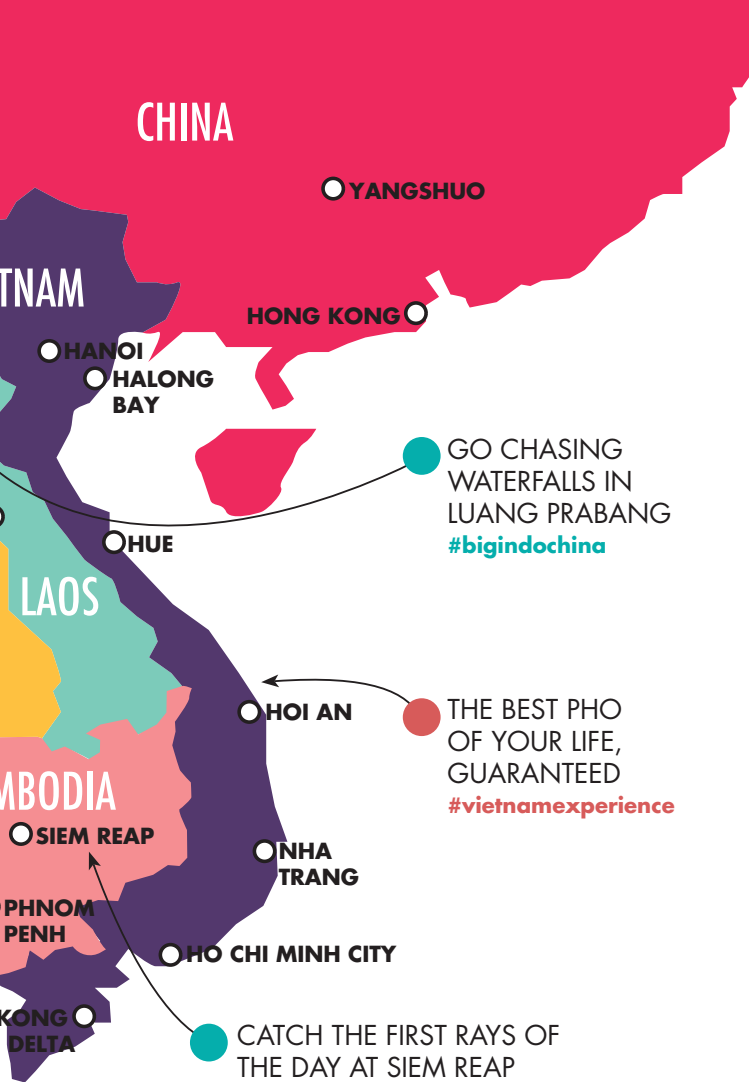 CHINA
YANGSHUO
TNAM
HONG KONG
HANOI
HALONG
BAY
GO CHASING
WATERFALLS IN
LUANG PRABANG
#bigindochina
HUE
LAOS
THE BEST PHO
OF YOUR LIFE,
GUARANTEED
#vietnamexperience
HOI AN
MBODIA
SIEM REAP
NHA
TRANG
PHNOM
PENH
HO CHI MINH CITY
KONG
DELTA
CATCH THE FIRST RAYS OF
THE DAY AT SIEM REAP